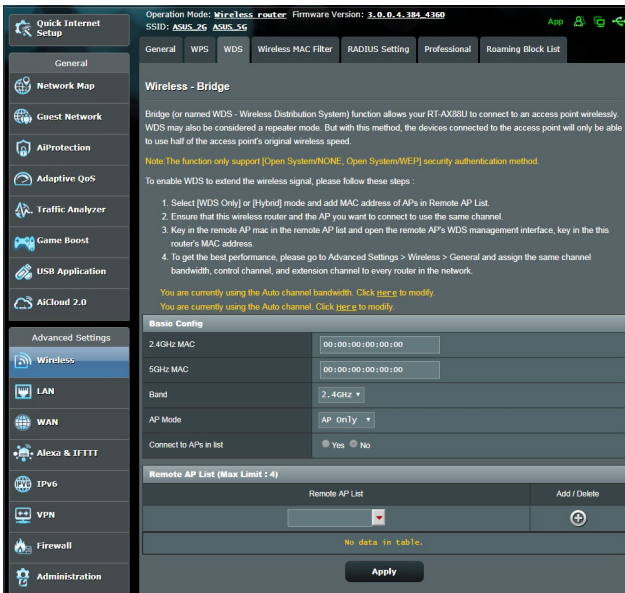 Quick Internet
Setup
General
Network Map
Guest Network
AiProtection
Adaptive QoS
Traffic Analyzer
Game Boost
USB Application
AiCloud 2.0
Advanced Settings
Wireless
LAN
WAN
Alexa & IFTTT
IPv6
VPN
Firewall
Administration
Operation Mode: Wireless router Firmware Version: 3.0.0.4.384_4360
SSID: ASUS_2G ASUS_5G
App
General WPS WDS Wireless MAC Filter RADIUS Setting Professional Roaming Block List
Wireless - Bridge
Bridge (or named WDS - Wireless Distribution System) function allows your RT-AX88U to connect to an access point wirelessly.
WDS may also be considered a repeater mode. But with this method, the devices connected to the access point will only be able
to use half of the access point's original wireless speed.
Note:The function only support [Open System/NONE, Open System/WEP] security authentication method.
To enable WDS to extend the wireless signal, please follow these steps :
1. Select [WDS Only] or [Hybrid] mode and add MAC address of APs in Remote AP List.
2. Ensure that this wireless router and the AP you want to connect to use the same channel.
3. Key in the remote AP mac in the remote AP list and open the remote AP's WDS management interface, key in the this
router's MAC address.
4. To get the best performance, please go to Advanced Settings > Wireless > General and assign the same channel
bandwidth, control channel, and extension channel to every router in the network.
You are currently using the Auto channel bandwidth. Click Here to modify.
You are currently using the Auto channel. Click Here to modify.
Basic Config
2.4GHz MAC 00:00:00:00:00:00
5GHz MAC 00:00:00:00:00:00
Band 2.4GHz
AP Mode AP Only
Connect to APs in list Yes No
Remote AP List (Max Limit : 4)
Remote AP List Add / Delete
No data in table.
Apply